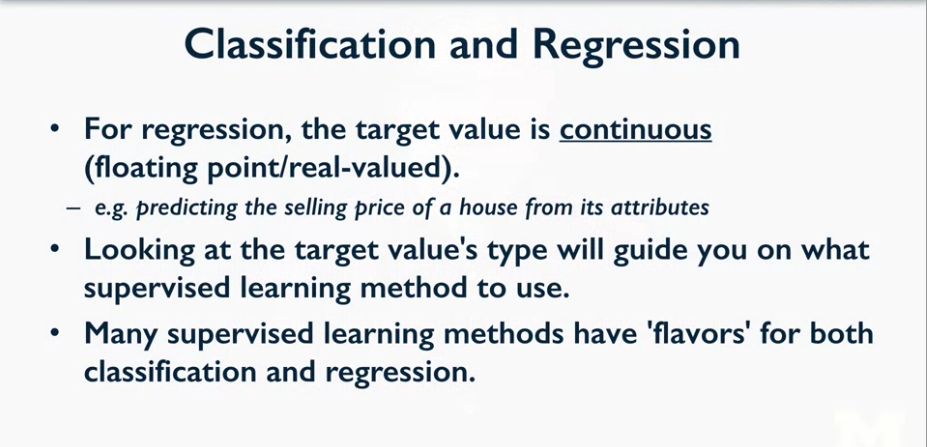 Classification and Regression
• For regression, the target value is continuous
(floating point/real-valued).
– e.g. predicting the selling price of a house from its attributes
• Looking at the target value's type will guide you on what
supervised learning method to use.
• Many supervised learning methods have 'flavors' for both
classification and regression.
M